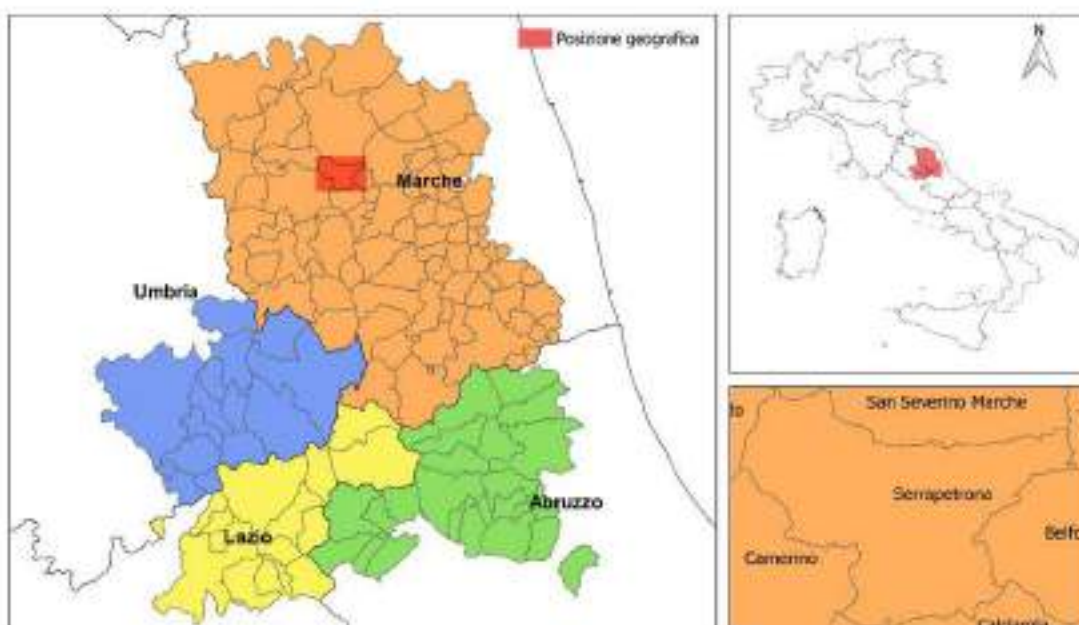 Posizione geografica
Marche
Umbria
Abruzzo
Lazio
N
San Severino Marche
Serrapetrona
Camerino